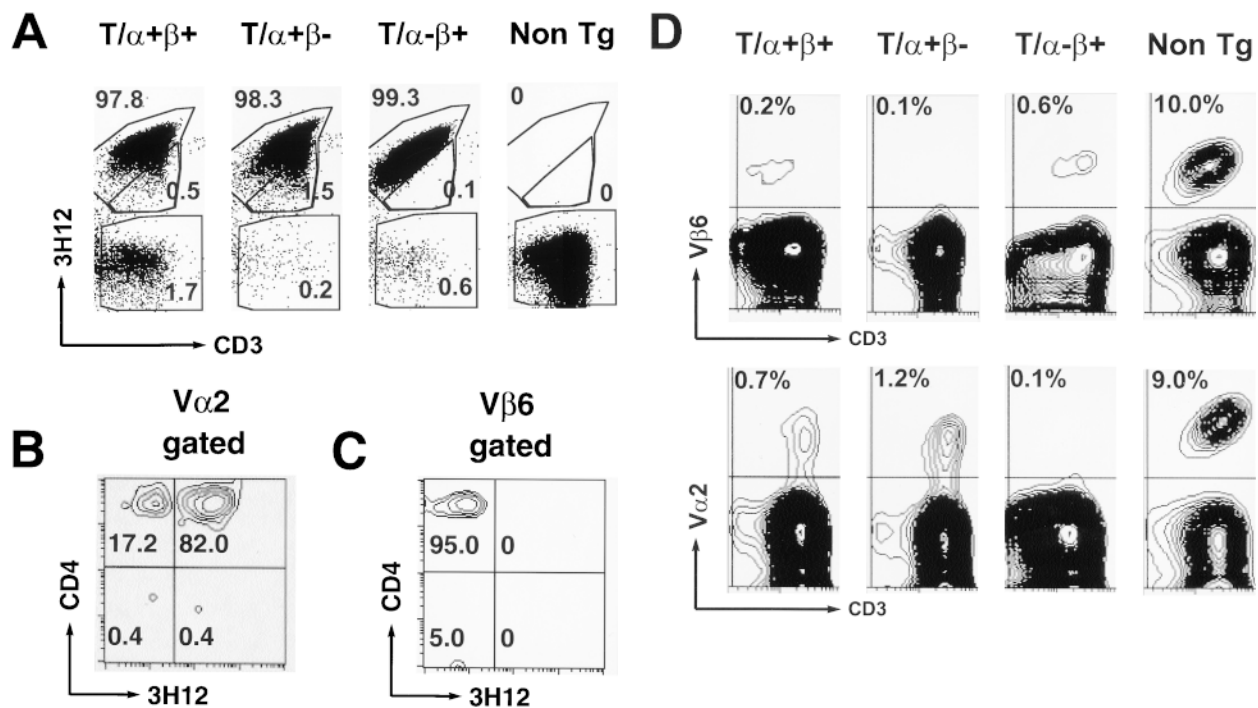 A
T/α+β+ T/α+β- T/α-β+ Non Tg
97.8 98.3 99.3 0
0.5 1.5 0.1 0
1.7 0.2 0.6
3H12
CD3
B
Vα2
gated
17.2 82.0
0.4 0.4
CD4
3H12
C
Vβ6
gated
95.0 0
5.0 0
CD4
3H12
D
T/α+β+ T/α+β- T/α-β+ Non Tg
0.2% 0.1% 0.6% 10.0%
Vβ6
CD3
0.7% 1.2% 0.1% 9.0%
Vα2
CD3